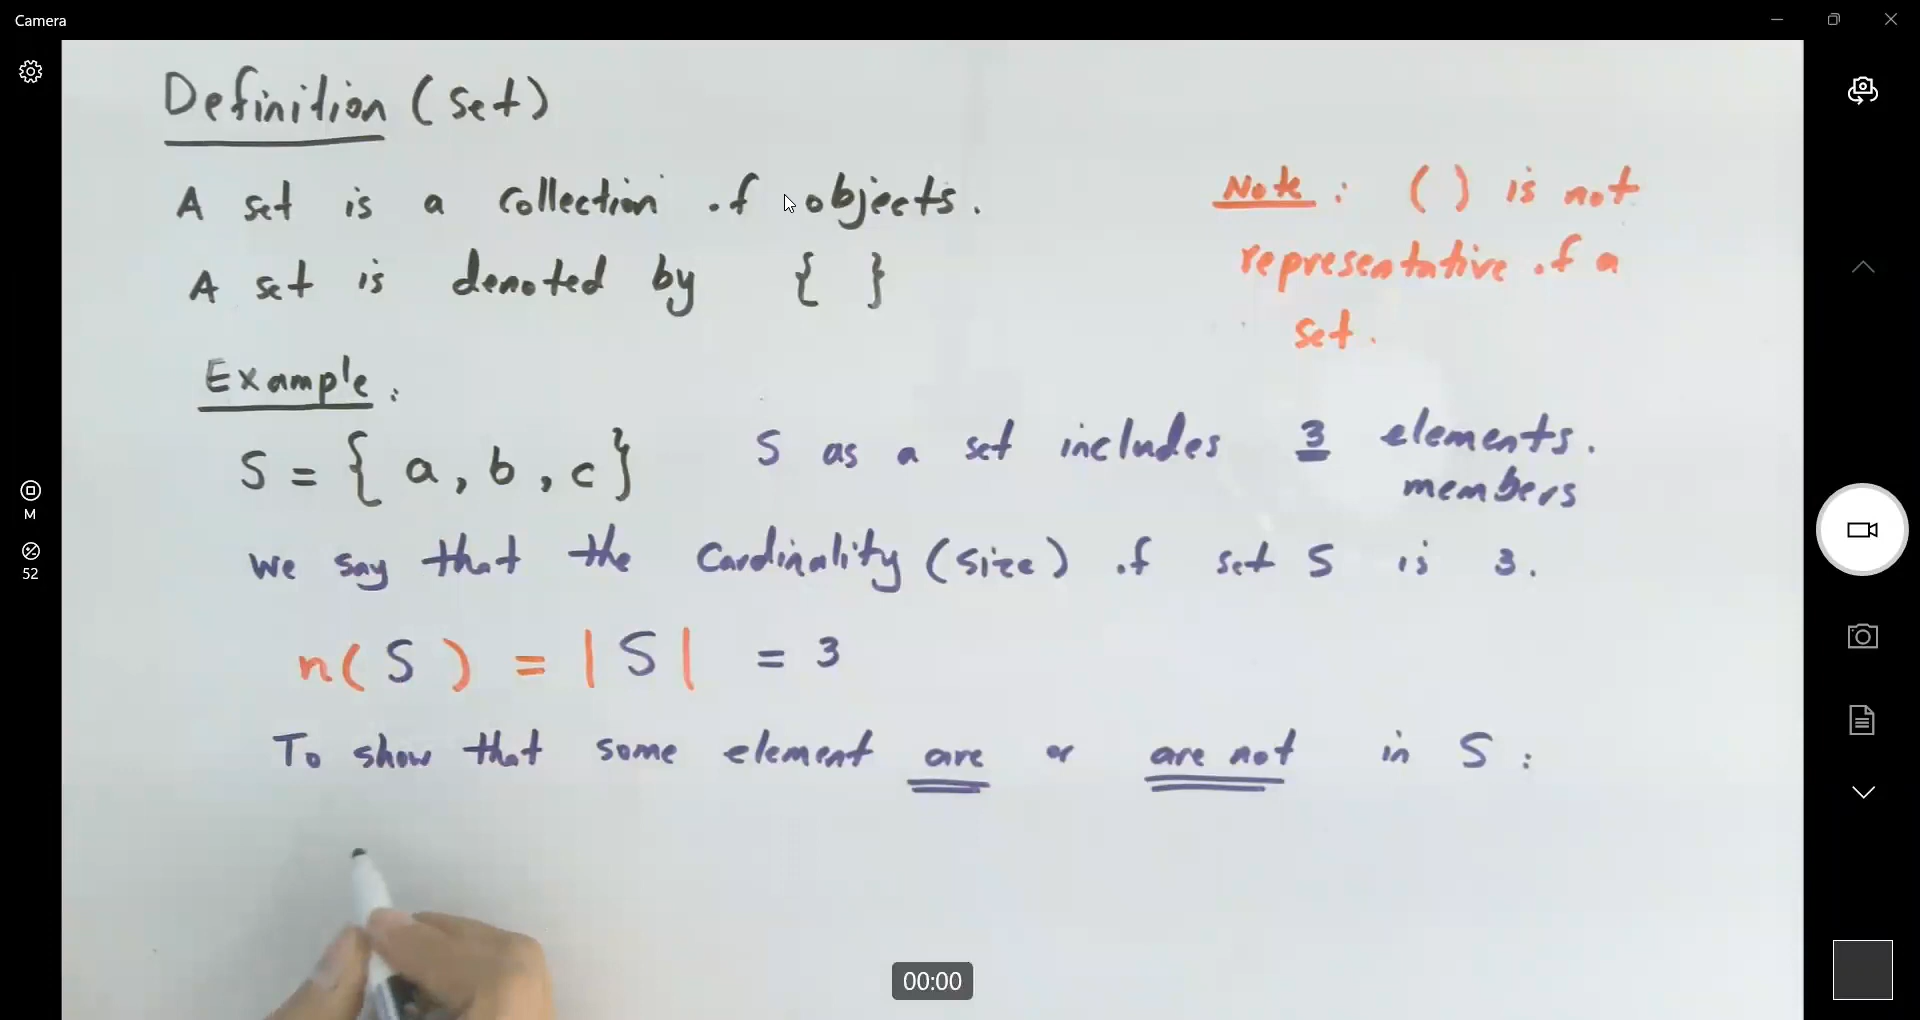 Camera
Definition (set)
A set is a collection of objects.
A set is denoted by { }
Note: ( ) is not
representative of a
set.
Example:
S = { a, b, c }
S as a set includes 3 elements.
members
We say that the Cardinality (size) of set S is 3.
n(S) = |S| = 3
To show that some element are or are not in S:
M
52
00:00